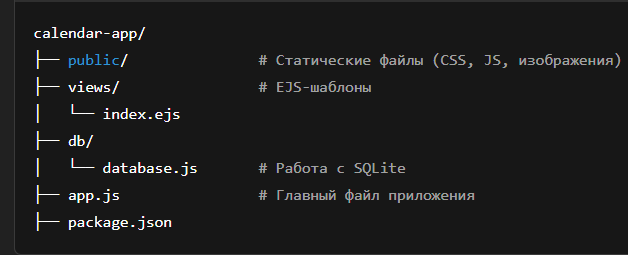 calendar-app/
├── public/ # Статические файлы (CSS, JS, изображения)
├── views/ # EJS-шаблоны
│ └── index.ejs
├── db/
│ └── database.js # Работа с SQLite
├── app.js # Главный файл приложения
├── package.json